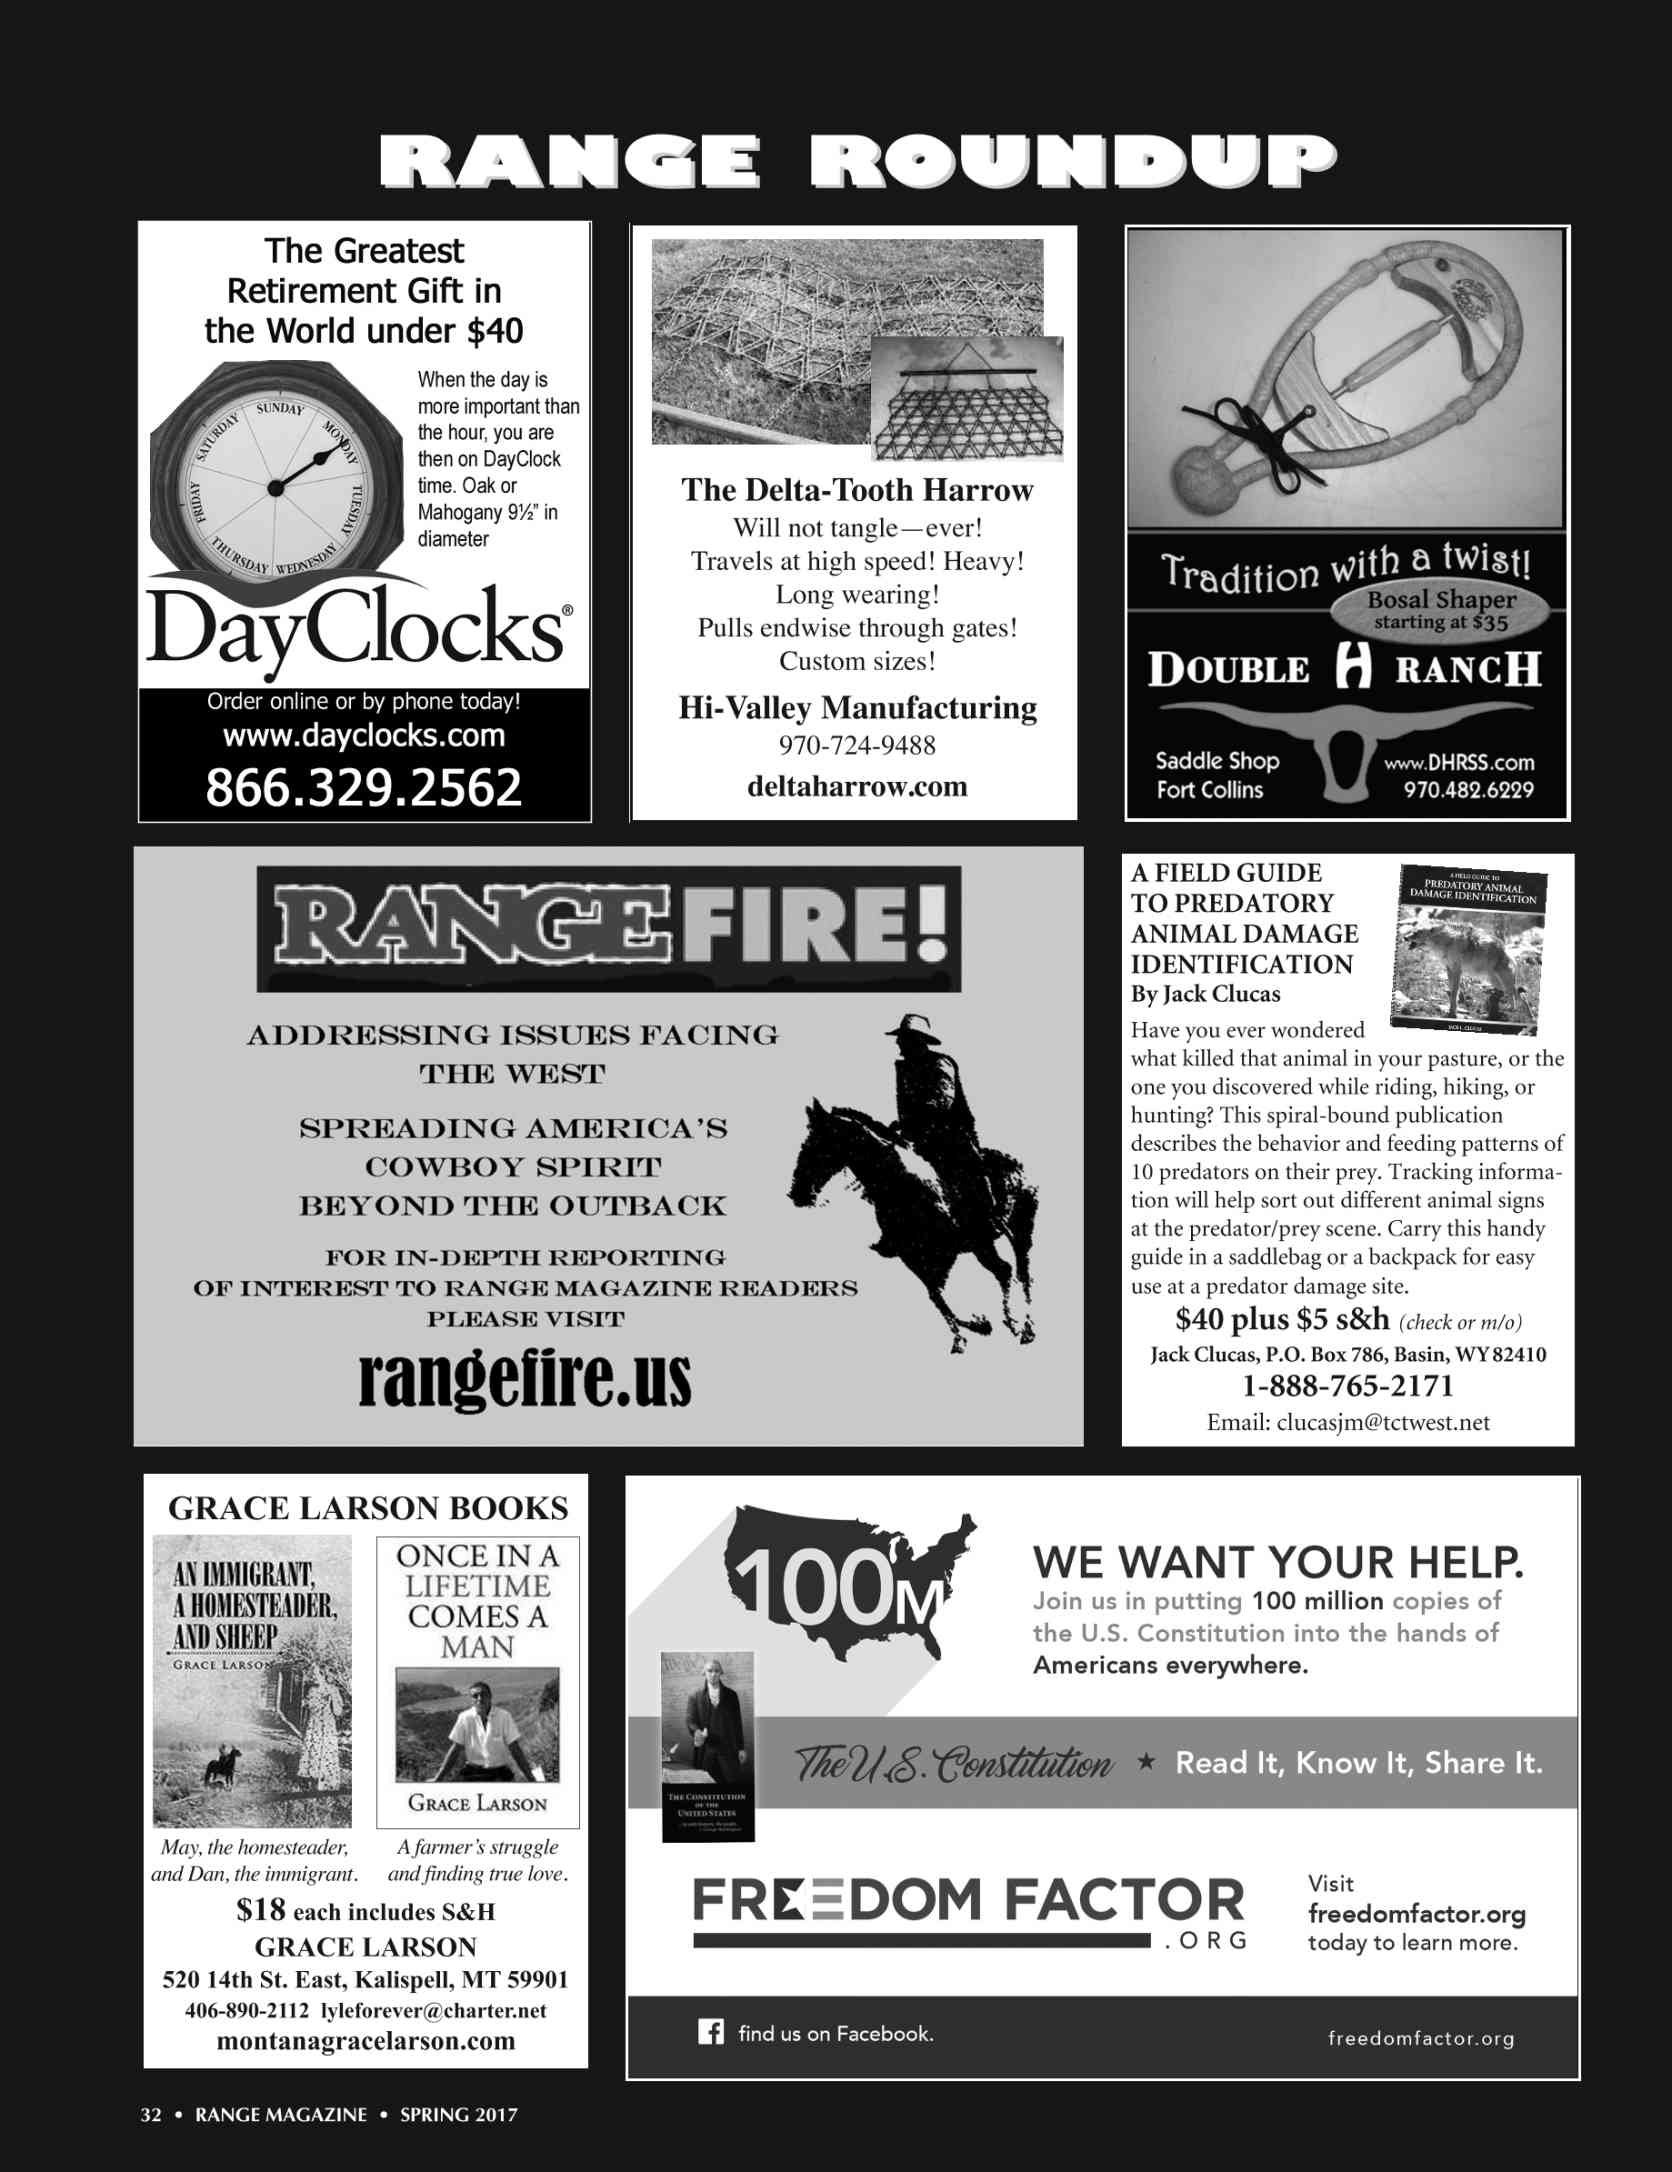 RANGE ROUNDUP
The Greatest
Retirement Gift in
the World under $40
When the day is
more important than
the hour, you are
then on DayClock
time. Oak or
Mahogany 9½” in
diameter
SUNDAY
MONDAY
TUESDAY
WEDNESDAY
THURSDAY
FRIDAY
SATURDAY
DayClocks®
Order online or by phone today!
www.dayclocks.com
866.329.2562
The Delta-Tooth Harrow
Will not tangle—ever!
Travels at high speed! Heavy!
Long wearing!
Pulls endwise through gates!
Custom sizes!
Hi-Valley Manufacturing
970-724-9488
deltaharrow.com
Tradition with a twist!
Bosal Shaper
starting at $35
DOUBLE H RANCH
Saddle Shop
Fort Collins
www.DHRSS.com
970.482.6229
RANGEFIRE!
ADDRESSING ISSUES FACING
THE WEST
SPREADING AMERICA’S
COWBOY SPIRIT
BEYOND THE OUTBACK
FOR IN-DEPTH REPORTING
OF INTEREST TO RANGE MAGAZINE READERS
PLEASE VISIT
rangefire.us
A FIELD GUIDE
TO PREDATORY
ANIMAL DAMAGE
IDENTIFICATION
By Jack Clucas
A FIELD GUIDE TO
PREDATORY ANIMAL
DAMAGE IDENTIFICATION
Have you ever wondered
what killed that animal in your pasture, or the
one you discovered while riding, hiking, or
hunting? This spiral-bound publication
describes the behavior and feeding patterns of
10 predators on their prey. Tracking informa-
tion will help sort out different animal signs
at the predator/prey scene. Carry this handy
guide in a saddlebag or a backpack for easy
use at a predator damage site.
$40 plus $5 s&h (check or m/o)
Jack Clucas, P.O. Box 786, Basin, WY 82410
1-888-765-2171
Email: clucasjm@tctwest.net
GRACE LARSON BOOKS
AN IMMIGRANT,
A HOMESTEADER,
AND SHEEP
GRACE LARSON
ONCE IN A
LIFETIME
COMES A
MAN
GRACE LARSON
May, the homesteader,
and Dan, the immigrant.
A farmer’s struggle
and finding true love.
$18 each includes S&H
GRACE LARSON
520 14th St. East, Kalispell, MT 59901
406-890-2112 lyleforever@charter.net
montanagracelarson.com
100M
WE WANT YOUR HELP.
Join us in putting 100 million copies of
the U.S. Constitution into the hands of
Americans everywhere.
THE CONSTITUTION
OF THE
UNITED STATES
The U.S. Constitution ★ Read It, Know It, Share It.
FREEDOM FACTOR
.ORG
Visit
freedomfactor.org
today to learn more.
find us on Facebook.
freedomfactor.org
32 • RANGE MAGAZINE • SPRING 2017